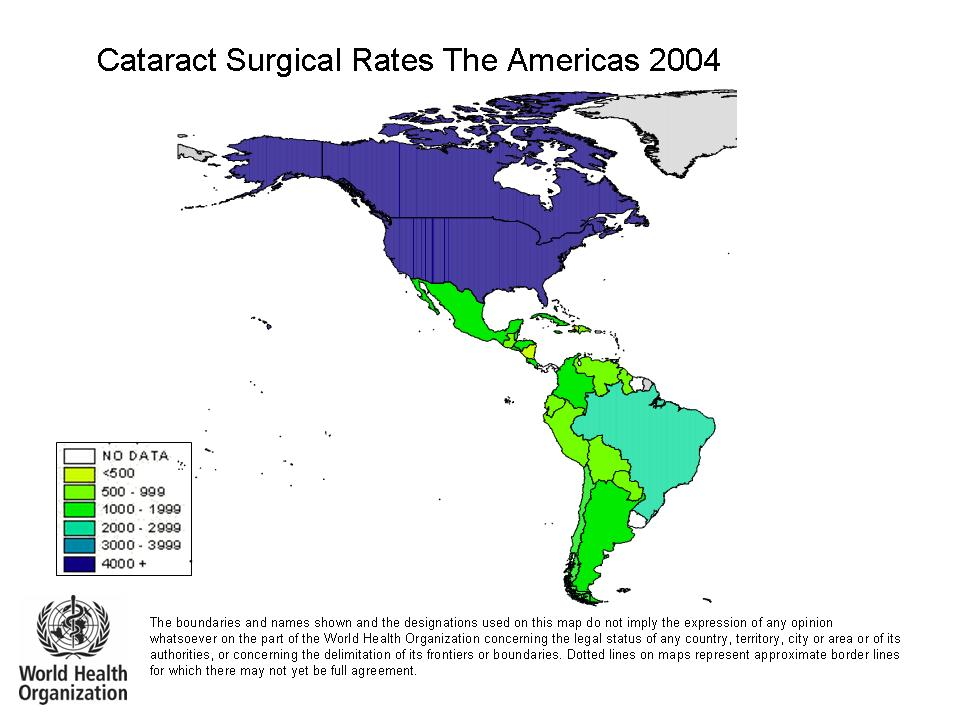 Cataract Surgical Rates The Americas 2004
NO DATA
<500
500 - 999
1000 - 1999
2000 - 2999
3000 - 3999
4000 +
The boundaries and names shown and the designations used on this map do not imply the expression of any opinion
whatsoever on the part of the World Health Organization concerning the legal status of any country, territory, city or area or of its
authorities, or concerning the delimitation of its frontiers or boundaries. Dotted lines on maps represent approximate border lines
for which there may not yet be full agreement.
World Health
Organization